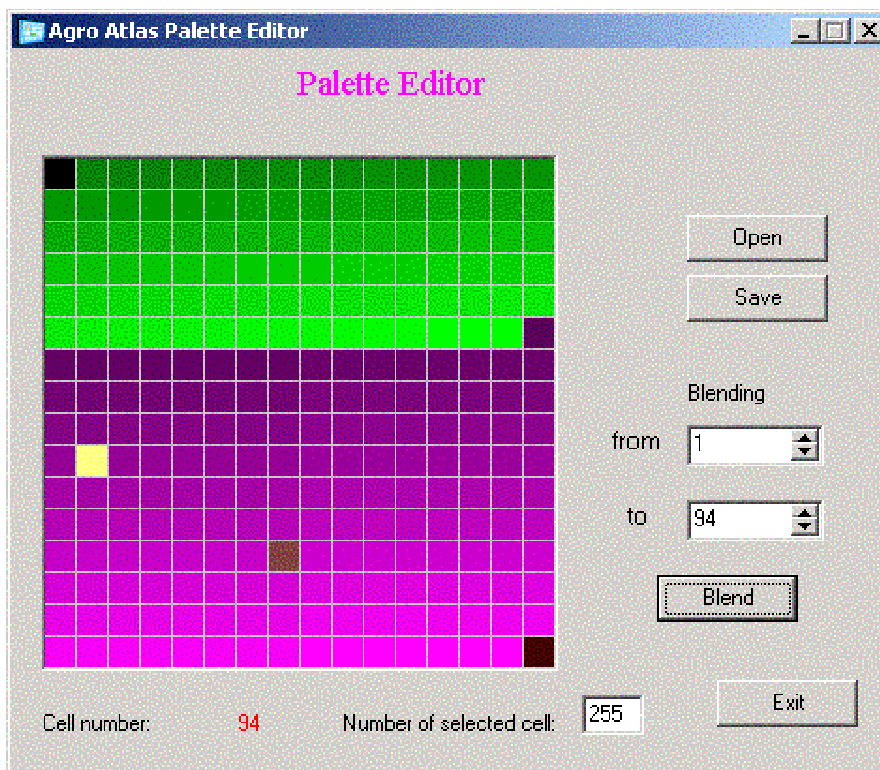 Agro Atlas Palette Editor
Palette Editor
Open
Save
Blending
from 1
to 94
Blend
Exit
Cell number: 94 Number of selected cell: 255